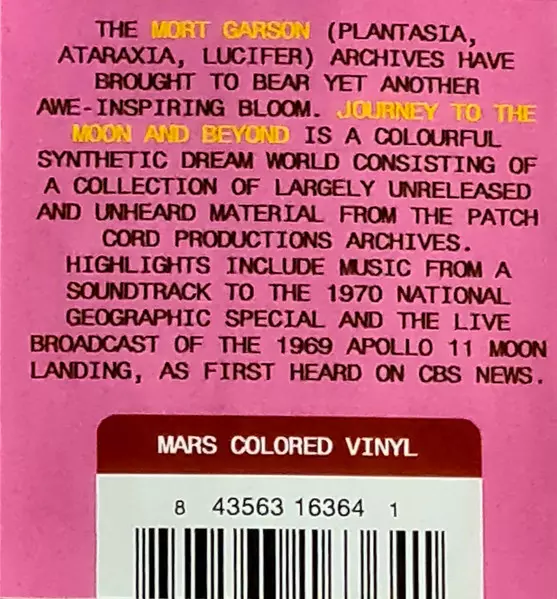 THE MORT GARSON (PLANTASIA,
ATARAXIA, LUCIFER) ARCHIVES HAVE
BROUGHT TO BEAR YET ANOTHER
AWE-INSPIRING BLOOM. JOURNEY TO THE
MOON AND BEYOND IS A COLOURFUL
SYNTHETIC DREAM WORLD CONSISTING OF
A COLLECTION OF LARGELY UNRELEASED
AND UNHEARD MATERIAL FROM THE PATCH
CORD PRODUCTIONS ARCHIVES.
HIGHLIGHTS INCLUDE MUSIC FROM A
SOUNDTRACK TO THE 1970 NATIONAL
GEOGRAPHIC SPECIAL AND THE LIVE
BROADCAST OF THE 1969 APOLLO 11 MOON
LANDING, AS FIRST HEARD ON CBS NEWS.
MARS COLORED VINYL
8 43563 16364 1